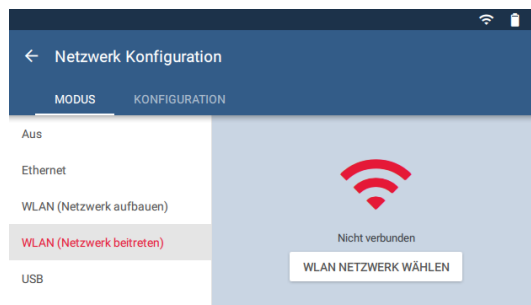 Netzwerk Konfiguration
MODUS KONFIGURATION
Aus
Ethernet
WLAN (Netzwerk aufbauen)
WLAN (Netzwerk beitreten)
USB
Nicht verbunden
WLAN NETZWERK WÄHLEN